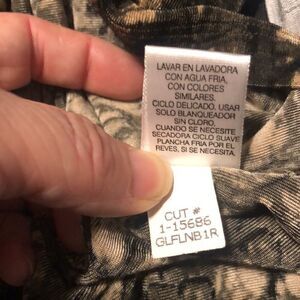 LAVAR EN LAVADORA
CON AGUA FRIA
CON COLORES
SIMILARES.
CICLO DELICADO. USAR
SOLO BLANQUEADOR
SIN CLORO,
CUANDO SE NECESITE
SECADORA CICLO SUAVE
PLANCHA FRIA POR EL
REVES, SI SE NECESITA.
CUT #
1-15686
GLFLNB1R